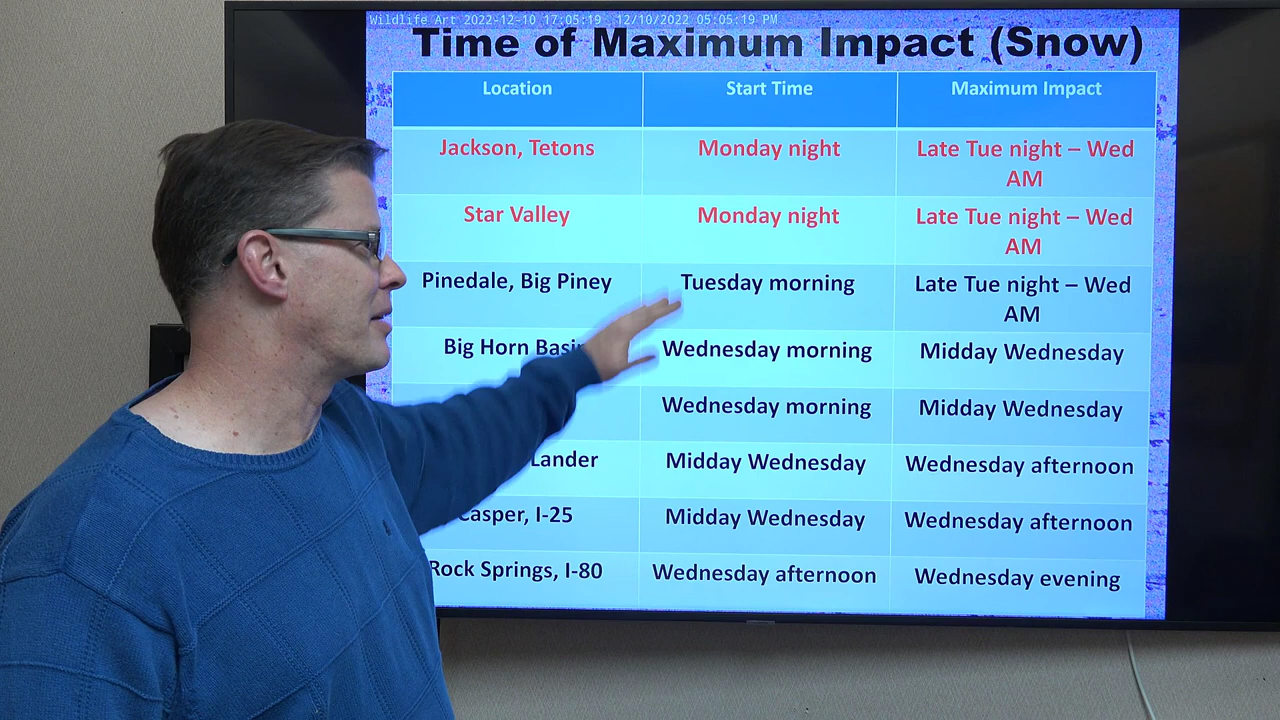 Wildlife Art 2022-12-10 17:05:19 12/10/2022 05:05:19 PM
Time of Maximum Impact (Snow)
Location Start Time Maximum Impact
Jackson, Tetons Monday night Late Tue night – Wed
AM
Star Valley Monday night Late Tue night – Wed
AM
Pinedale, Big Piney Tuesday morning Late Tue night – Wed
AM
Big Horn Wednesday morning Midday Wednesday
Wednesday morning Midday Wednesday
Lander Midday Wednesday Wednesday afternoon
Casper, I-25 Midday Wednesday Wednesday afternoon
Rock Springs, I-80 Wednesday afternoon Wednesday evening